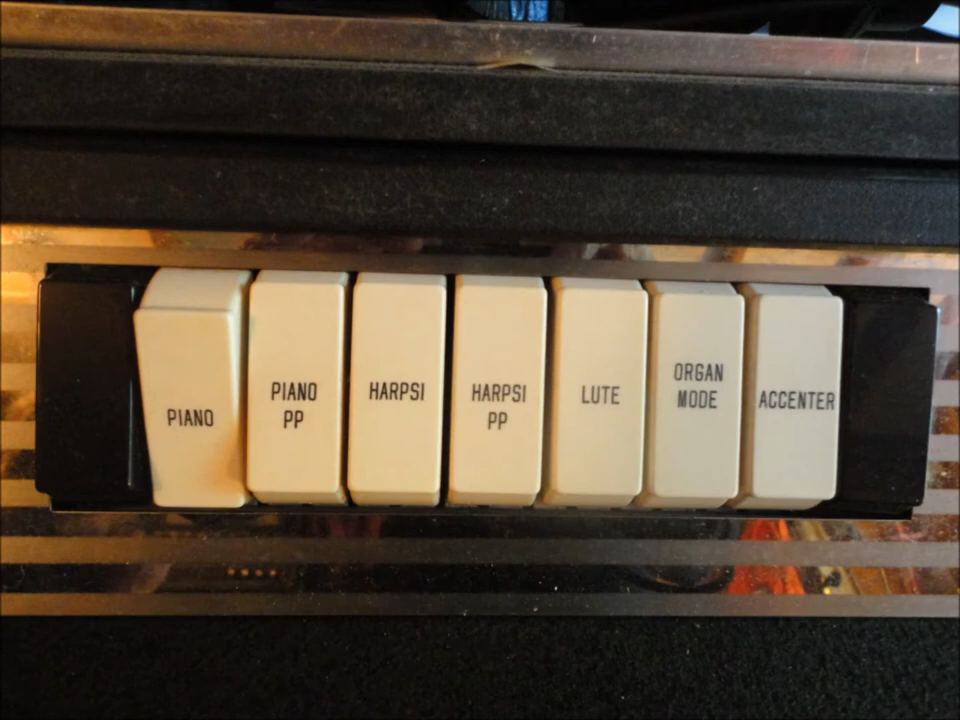 PIANO
PIANO
PP
HARPSI
HARPSI
PP
LUTE
ORGAN
MODE
ACCENTER